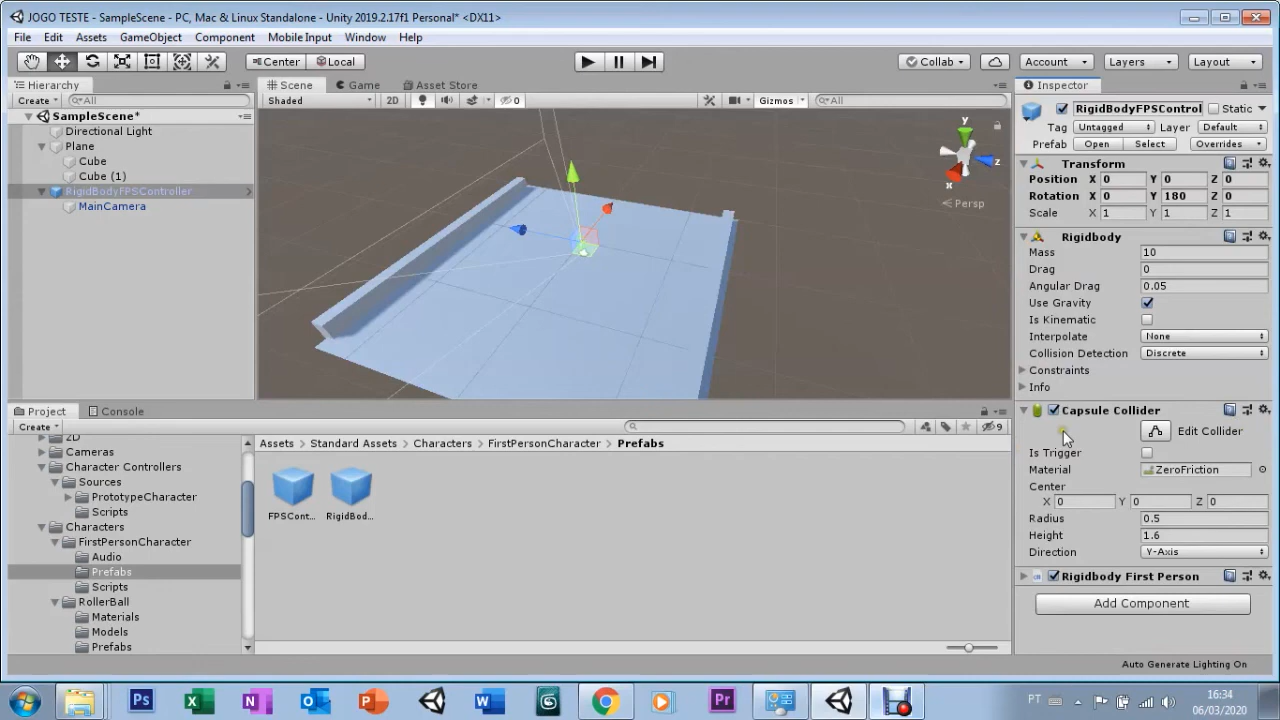 JOGO TESTE - SampleScene - PC, Mac & Linux Standalone - Unity 2019.2.17f1 Personal* <DX11>
File Edit Assets GameObject Component Mobile Input Window Help
Center Local Collab Account Layers Layout
Hierarchy
Create All
SampleScene*
Directional Light
Plane
Cube
Cube (1)
RigidBodyFPSController
MainCamera
Scene Game Asset Store
Shaded 2D 0 Gizmos All
y
z
x
Persp
Inspector
RigidBodyFPSControl Static
Tag Untagged Layer Default
Prefab Open Select Overrides
Transform
Position X 0 Y 0 Z 0
Rotation X 0 Y 180 Z 0
Scale X 1 Y 1 Z 1
Rigidbody
Mass 10
Drag 0
Angular Drag 0.05
Use Gravity
Is Kinematic
Interpolate None
Collision Detection Discrete
Constraints
Info
Capsule Collider
Edit Collider
Is Trigger
Material ZeroFriction
Center
X 0 Y 0 Z 0
Radius 0.5
Height 1.6
Direction Y-Axis
Rigidbody First Person
Add Component
Auto Generate Lighting On
Project Console
Create 9
2D
Cameras
Character Controllers
Sources
PrototypeCharacter
Scripts
Characters
FirstPersonCharacter
Audio
Prefabs
Scripts
RollerBall
Materials
Models
Prefabs
Assets Standard Assets Characters FirstPersonCharacter Prefabs
FPSCont... RigidBod...
Ps N Pr PT
16:34
06/03/2020